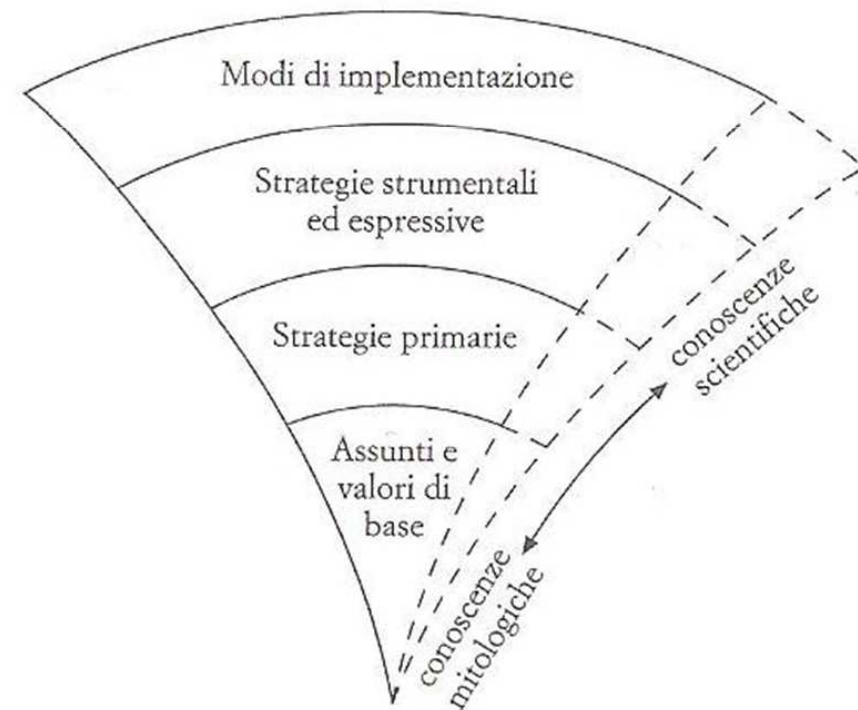 Modi di implementazione
Strategie strumentali
ed espressive
Strategie primarie
Assunti e
valori di
base
conoscenze
scientifiche
conoscenze
mitologiche